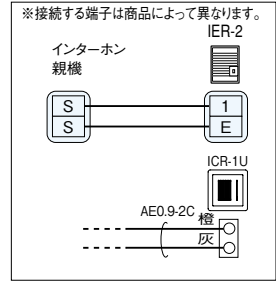 ※接続する端子は商品によって異なります。
IER-2
インターホン
親機
S
1
S
E
ICR-1U
AE0.9-2C
橙
灰